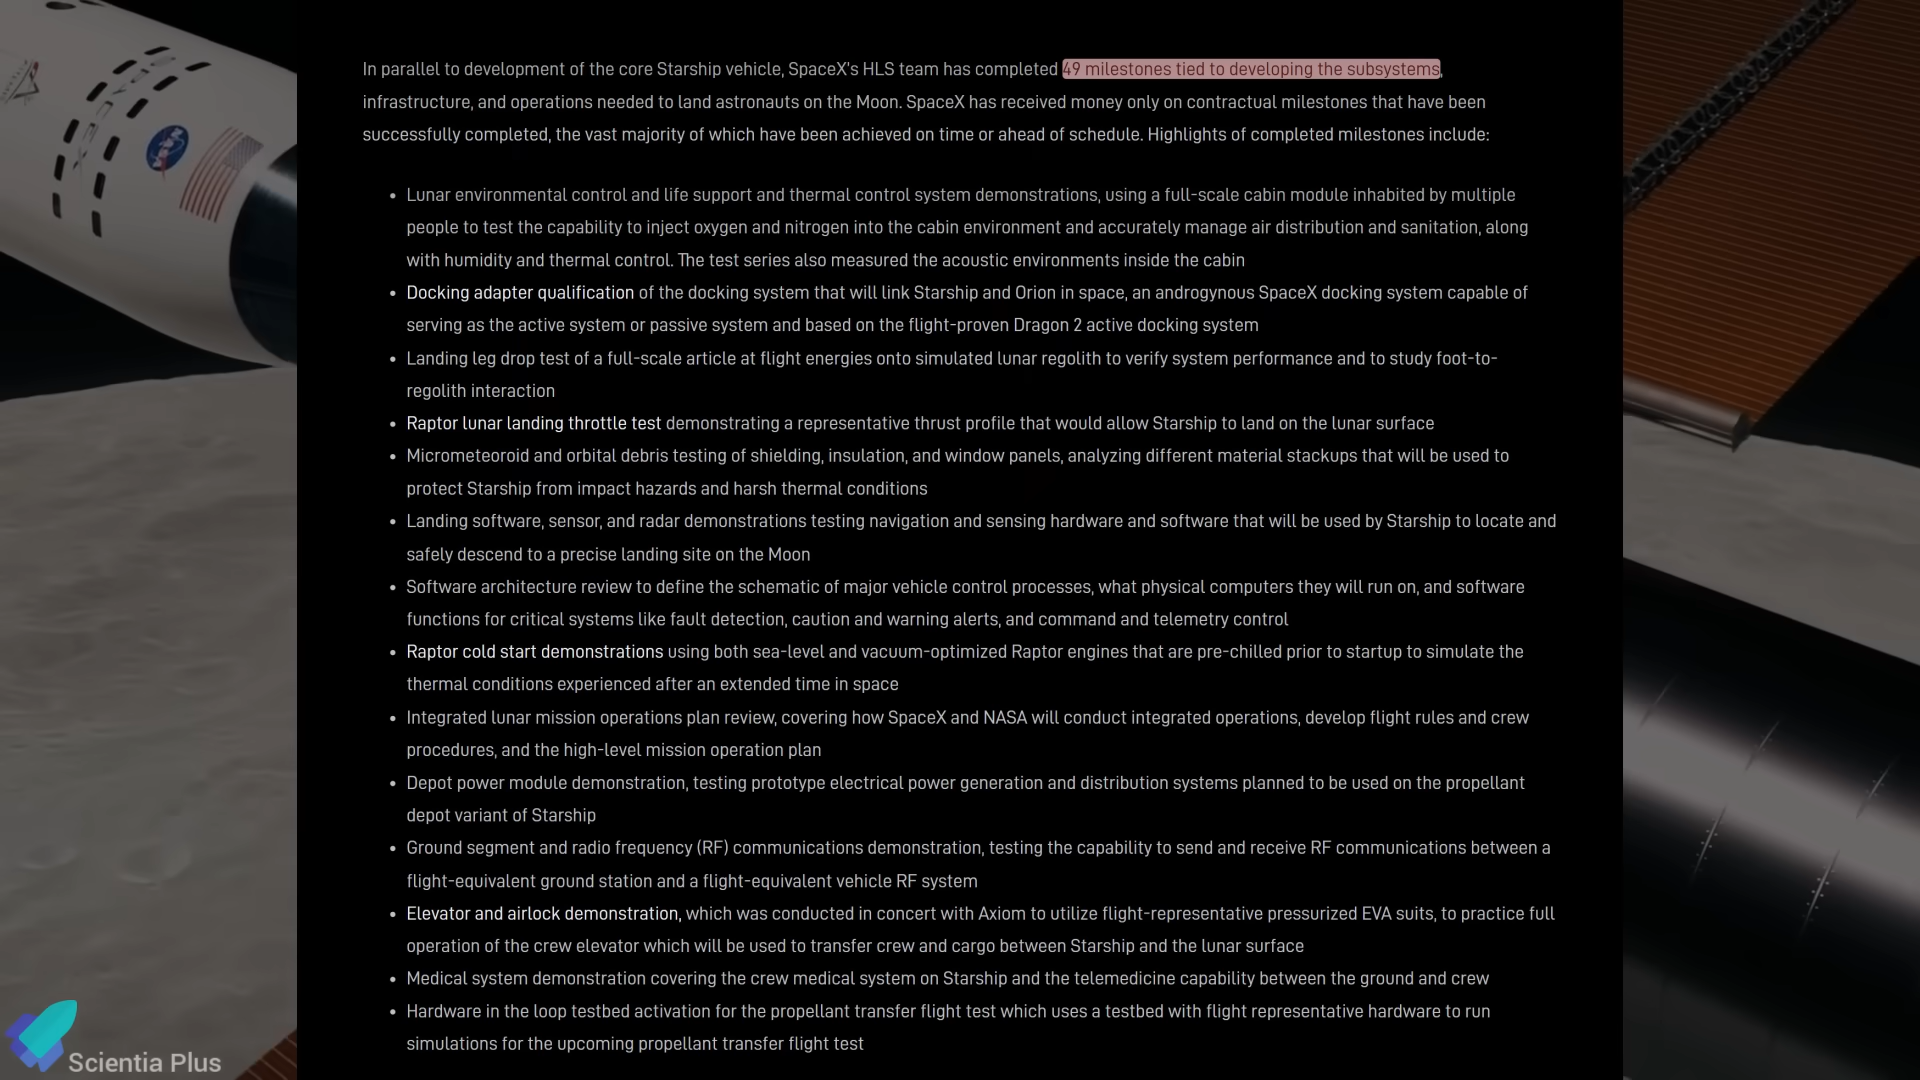 In parallel to development of the core Starship vehicle, SpaceX's HLS team has completed 49 milestones tied to developing the subsystems,
infrastructure, and operations needed to land astronauts on the Moon. SpaceX has received money only on contractual milestones that have been
successfully completed, the vast majority of which have been achieved on time or ahead of schedule. Highlights of completed milestones include:
• Lunar environmental control and life support and thermal control system demonstrations, using a full-scale cabin module inhabited by multiple
people to test the capability to inject oxygen and nitrogen into the cabin environment and accurately manage air distribution and sanitation, along
with humidity and thermal control. The test series also measured the acoustic environments inside the cabin
• Docking adapter qualification of the docking system that will link Starship and Orion in space, an androgynous SpaceX docking system capable of
serving as the active system or passive system and based on the flight-proven Dragon 2 active docking system
• Landing leg drop test of a full-scale article at flight energies onto simulated lunar regolith to verify system performance and to study foot-to-
regolith interaction
• Raptor lunar landing throttle test demonstrating a representative thrust profile that would allow Starship to land on the lunar surface
• Micrometeoroid and orbital debris testing of shielding, insulation, and window panels, analyzing different material stackups that will be used to
protect Starship from impact hazards and harsh thermal conditions
• Landing software, sensor, and radar demonstrations testing navigation and sensing hardware and software that will be used by Starship to locate and
safely descend to a precise landing site on the Moon
• Software architecture review to define the schematic of major vehicle control processes, what physical computers they will run on, and software
functions for critical systems like fault detection, caution and warning alerts, and command and telemetry control
• Raptor cold start demonstrations using both sea-level and vacuum-optimized Raptor engines that are pre-chilled prior to startup to simulate the
thermal conditions experienced after an extended time in space
• Integrated lunar mission operations plan review, covering how SpaceX and NASA will conduct integrated operations, develop flight rules and crew
procedures, and the high-level mission operation plan
• Depot power module demonstration, testing prototype electrical power generation and distribution systems planned to be used on the propellant
depot variant of Starship
• Ground segment and radio frequency (RF) communications demonstration, testing the capability to send and receive RF communications between a
flight-equivalent ground station and a flight-equivalent vehicle RF system
• Elevator and airlock demonstration, which was conducted in concert with Axiom to utilize flight-representative pressurized EVA suits, to practice full
operation of the crew elevator which will be used to transfer crew and cargo between Starship and the lunar surface
• Medical system demonstration covering the crew medical system on Starship and the telemedicine capability between the ground and crew
• Hardware in the loop testbed activation for the propellant transfer flight test which uses a testbed with flight representative hardware to run
simulations for the upcoming propellant transfer flight test
Scientia Plus